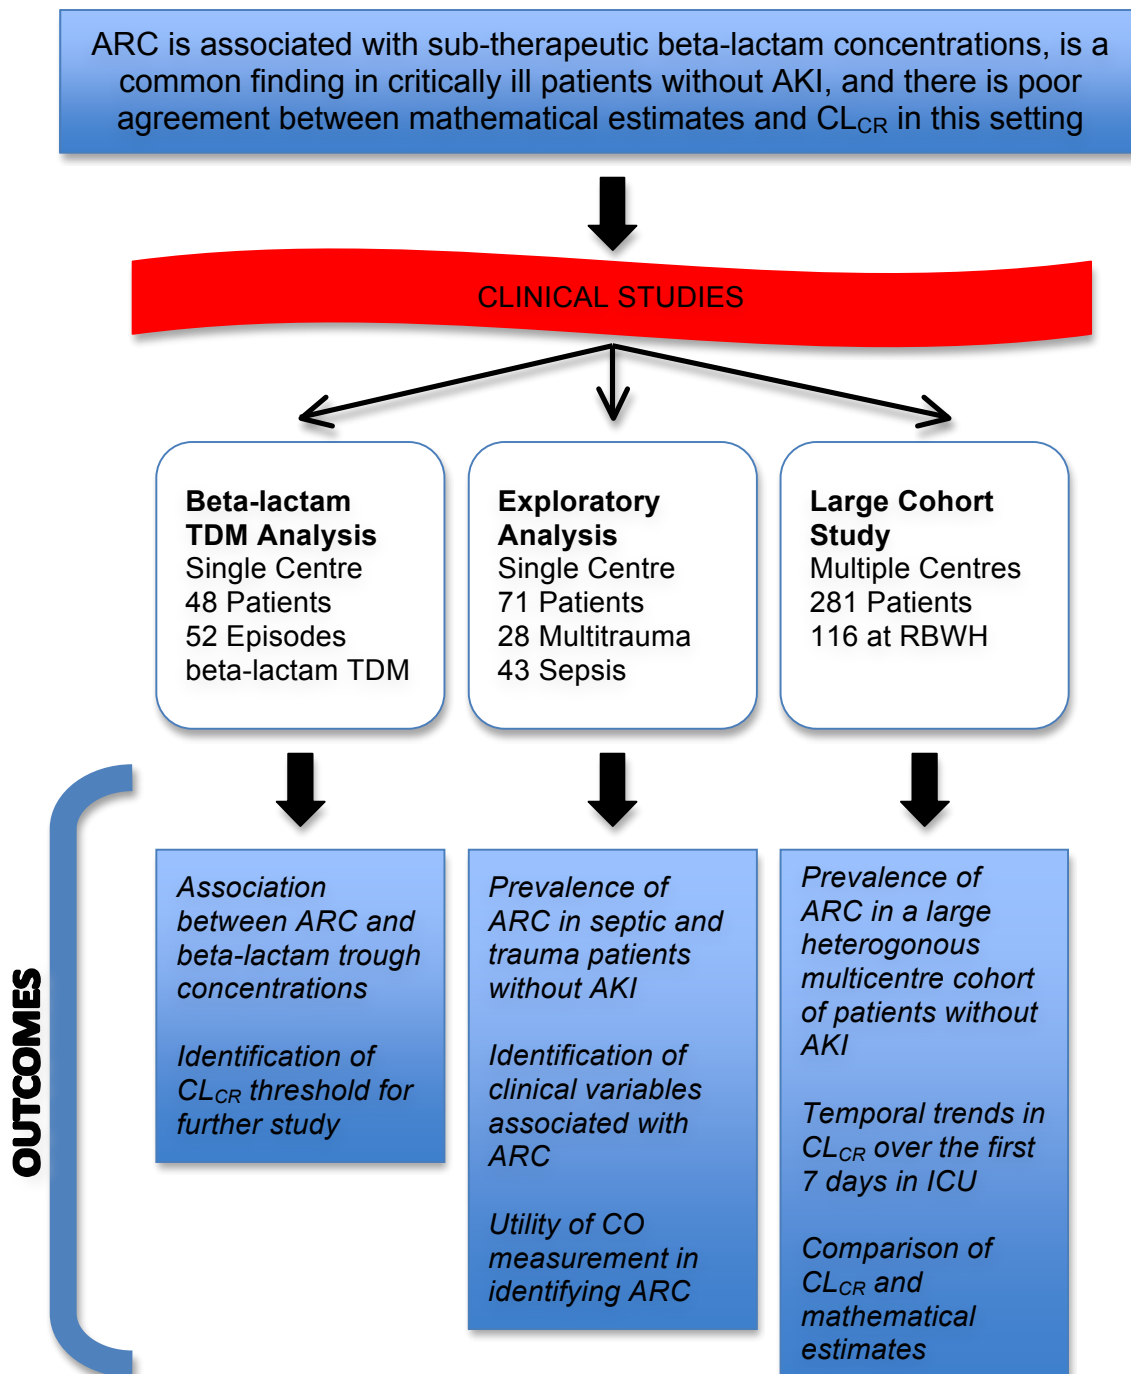 ARC is associated with sub-therapeutic beta-lactam concentrations, is a
common finding in critically ill patients without AKI, and there is poor
agreement between mathematical estimates and CLCR in this setting
CLINICAL STUDIES
Beta-lactam
TDM Analysis
Single Centre
48 Patients
52 Episodes
beta-lactam TDM
Exploratory
Analysis
Single Centre
71 Patients
28 Multitrauma
43 Sepsis
Large Cohort
Study
Multiple Centres
281 Patients
116 at RBWH
OUTCOMES
Association
between ARC and
beta-lactam trough
concentrations
Identification of
CLCR threshold for
further study
Prevalence of
ARC in septic and
trauma patients
without AKI
Identification of
clinical variables
associated with
ARC
Utility of CO
measurement in
identifying ARC
Prevalence of
ARC in a large
heterogonous
multicentre cohort
of patients without
AKI
Temporal trends in
CLCR over the first
7 days in ICU
Comparison of
CLCR and
mathematical
estimates